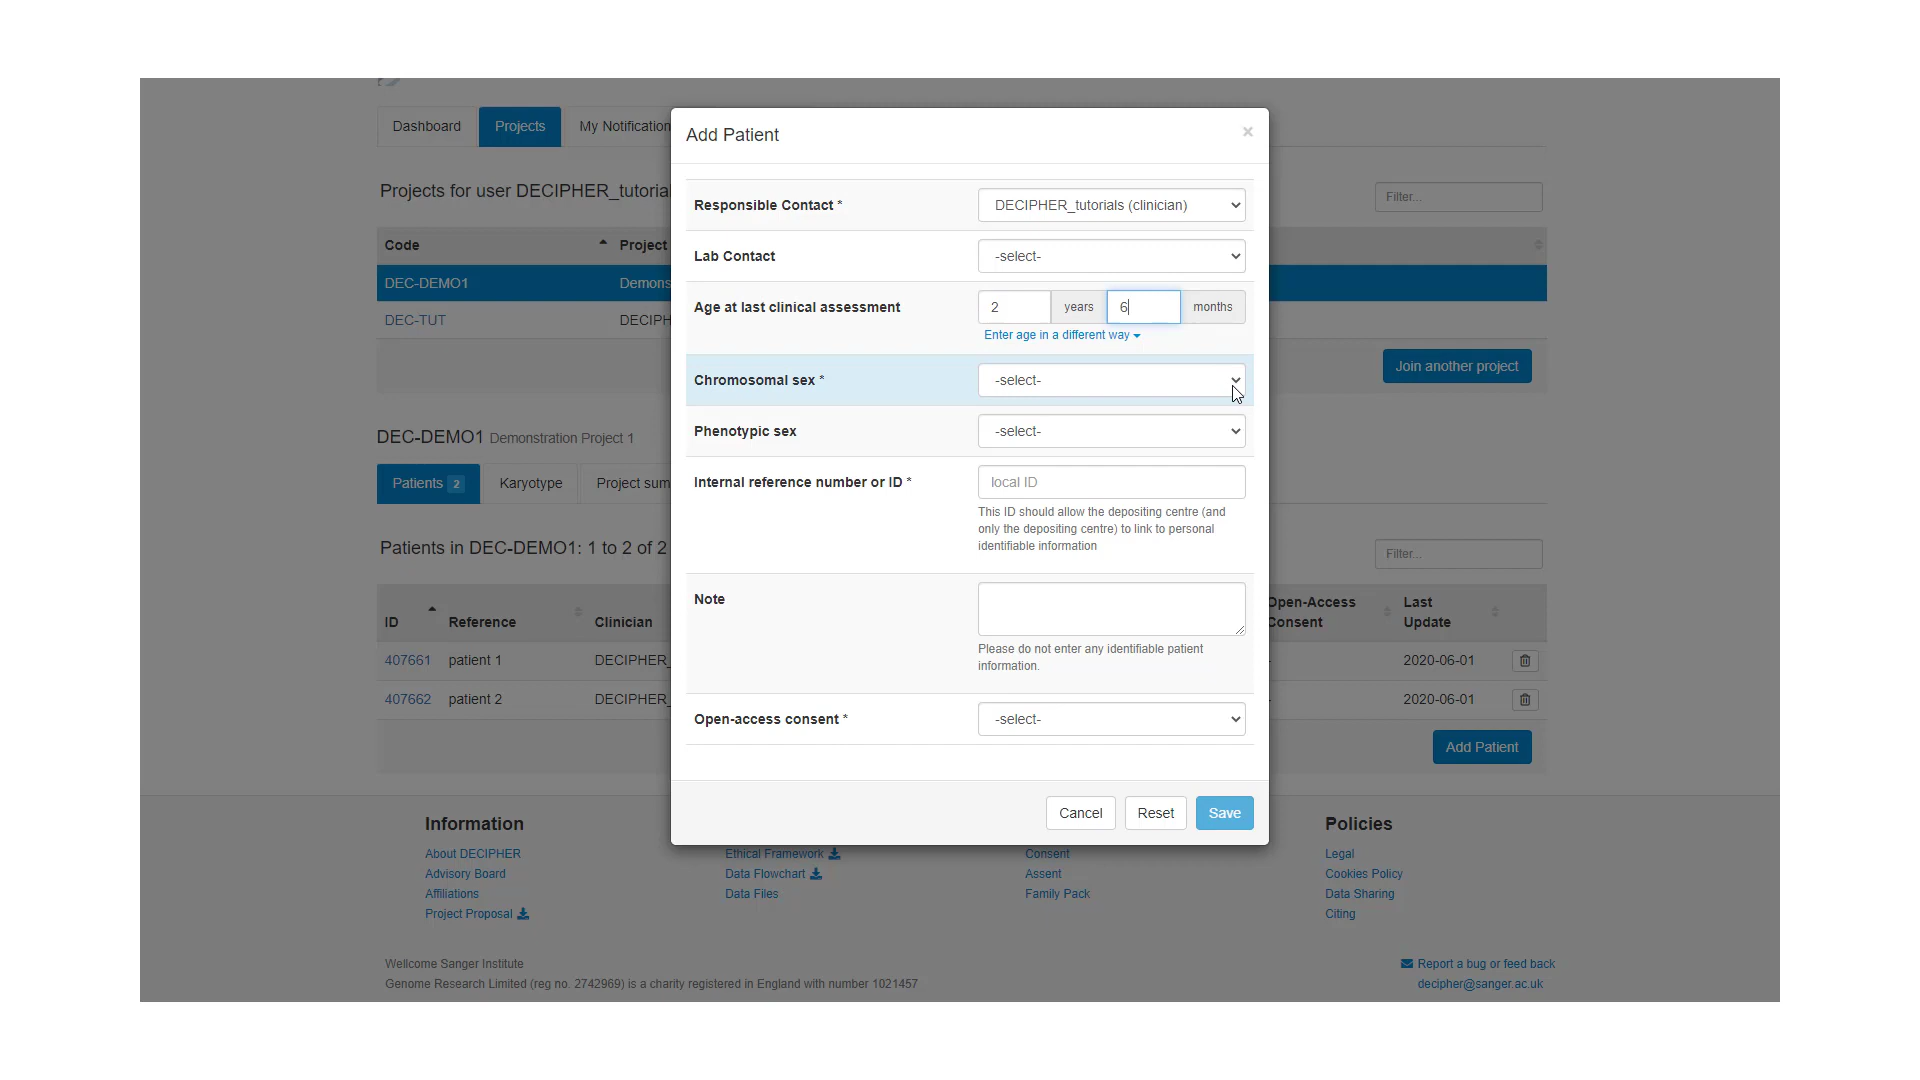 Dashboard
Projects
My Notification
Projects for user DECIPHER_tutoria
Filter...
Code
Project
DEC-DEMO1
Demons
DEC-TUT
DECIPH
Join another project
DEC-DEMO1 Demonstration Project 1
Patients 2
Karyotype
Project sum
Patients in DEC-DEMO1: 1 to 2 of 2
Filter...
ID
Reference
Clinician
Open-Access
Consent
Last
Update
407661
patient 1
DECIPHER_
-
2020-06-01
407662
patient 2
DECIPHER_
-
2020-06-01
Add Patient
Add Patient
×
Responsible Contact *
DECIPHER_tutorials (clinician)
Lab Contact
-select-
Age at last clinical assessment
2
years
6
months
Enter age in a different way
Chromosomal sex *
-select-
Phenotypic sex
-select-
Internal reference number or ID *
local ID
This ID should allow the depositing centre (and
only the depositing centre) to link to personal
identifiable information
Note
Please do not enter any identifiable patient
information.
Open-access consent *
-select-
Cancel
Reset
Save
Information
About DECIPHER
Advisory Board
Affiliations
Project Proposal
Ethical Framework
Data Flowchart
Data Files
Consent
Assent
Family Pack
Policies
Legal
Cookies Policy
Data Sharing
Citing
Wellcome Sanger Institute
Genome Research Limited (reg no. 2742969) is a charity registered in England with number 1021457
Report a bug or feed back
decipher@sanger.ac.uk